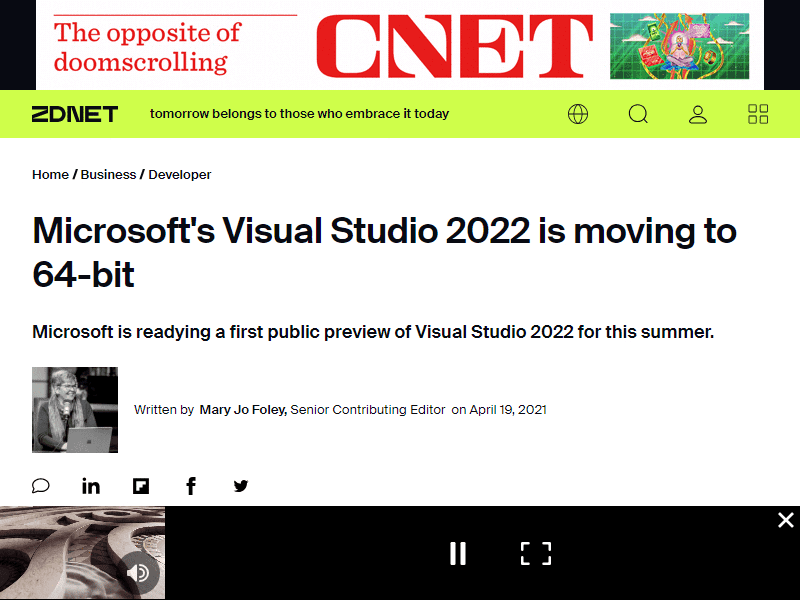 The opposite of
doomscrolling
CNET
ZDNET
tomorrow belongs to those who embrace it today
Home / Business / Developer
Microsoft's Visual Studio 2022 is moving to
64-bit
Microsoft is readying a first public preview of Visual Studio 2022 for this summer.
Written by Mary Jo Foley, Senior Contributing Editor on April 19, 2021